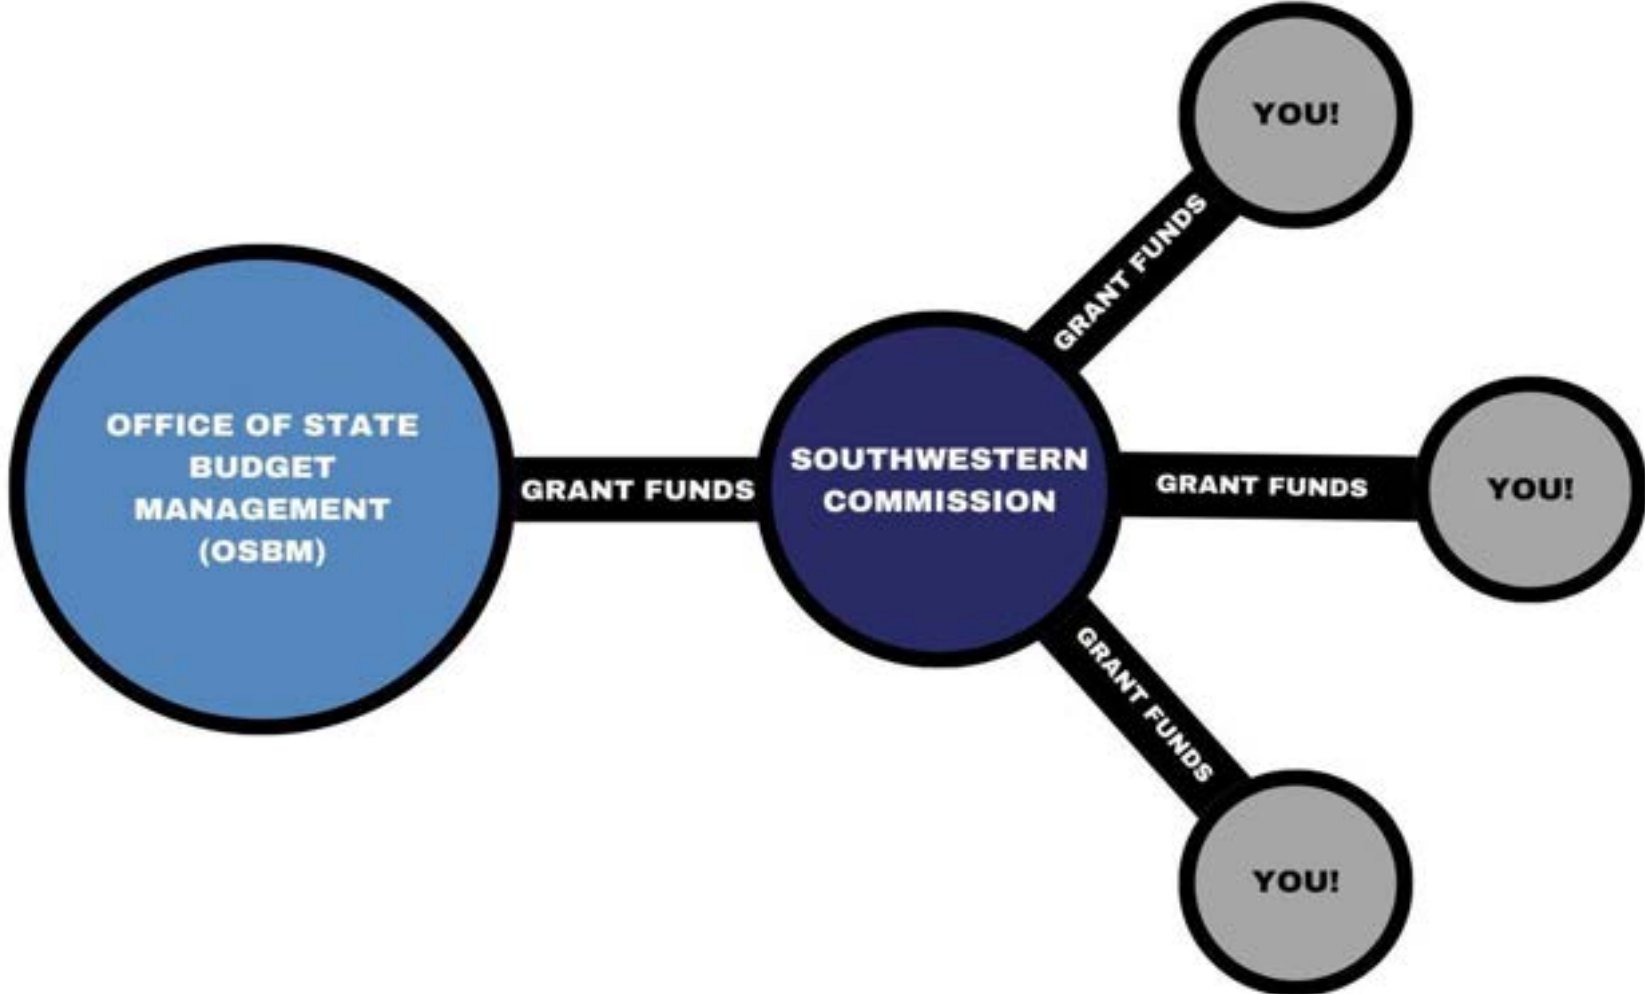 OFFICE OF STATE
BUDGET
MANAGEMENT
(OSBM)
GRANT FUNDS
SOUTHWESTERN
COMMISSION
GRANT FUNDS
YOU!
GRANT FUNDS
YOU!
GRANT FUNDS
YOU!